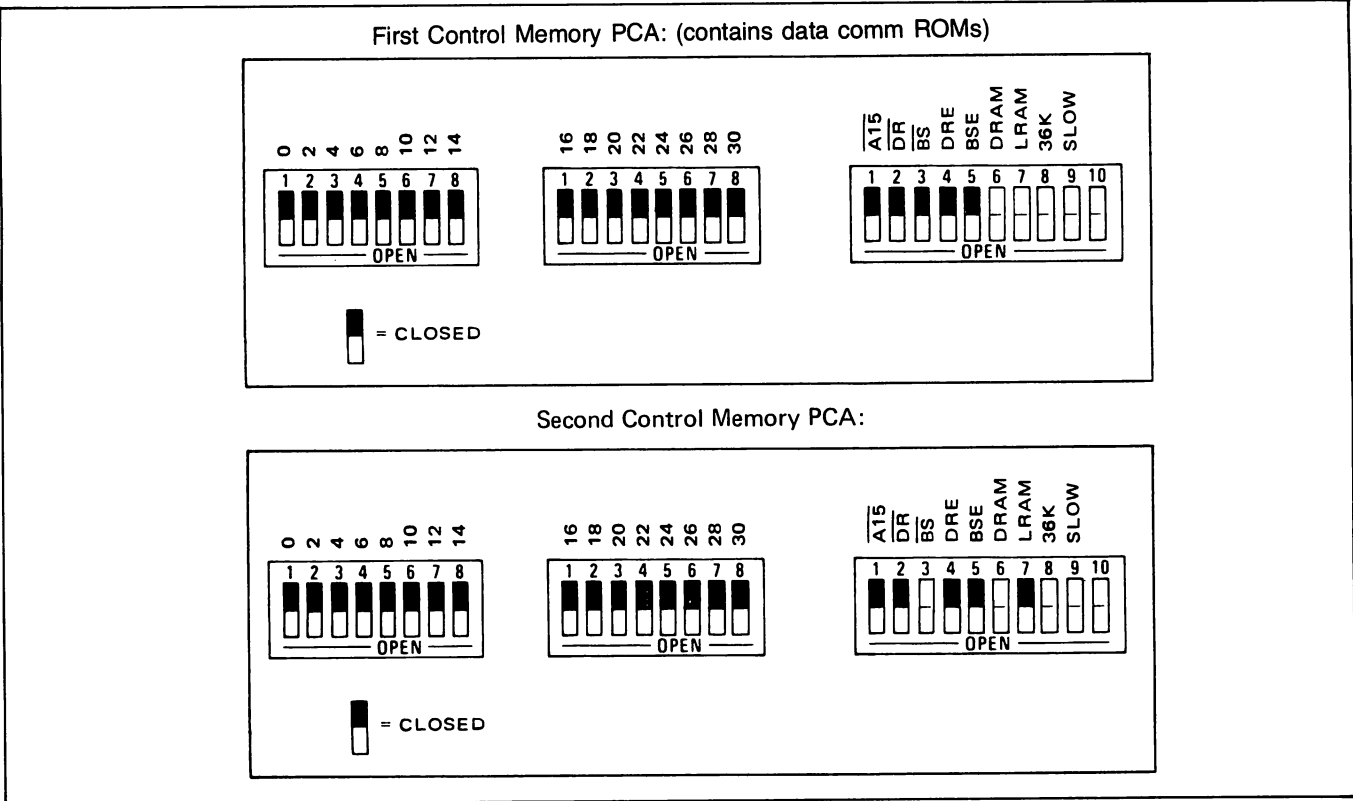 First Control Memory PCA: (contains data comm ROMs)
0 2 4 6 8 10 12 14
16 18 20 22 24 26 28 30
A15 DR BS DRE BSE DRAM LRAM 36K SLOW
1 2 3 4 5 6 7 8
1 2 3 4 5 6 7 8
1 2 3 4 5 6 7 8 9 10
OPEN
OPEN
OPEN
= CLOSED
Second Control Memory PCA:
0 2 4 6 8 10 12 14
16 18 20 22 24 26 28 30
A15 DR BS DRE BSE DRAM LRAM 36K SLOW
1 2 3 4 5 6 7 8
1 2 3 4 5 6 7 8
1 2 3 4 5 6 7 8 9 10
OPEN
OPEN
OPEN
= CLOSED